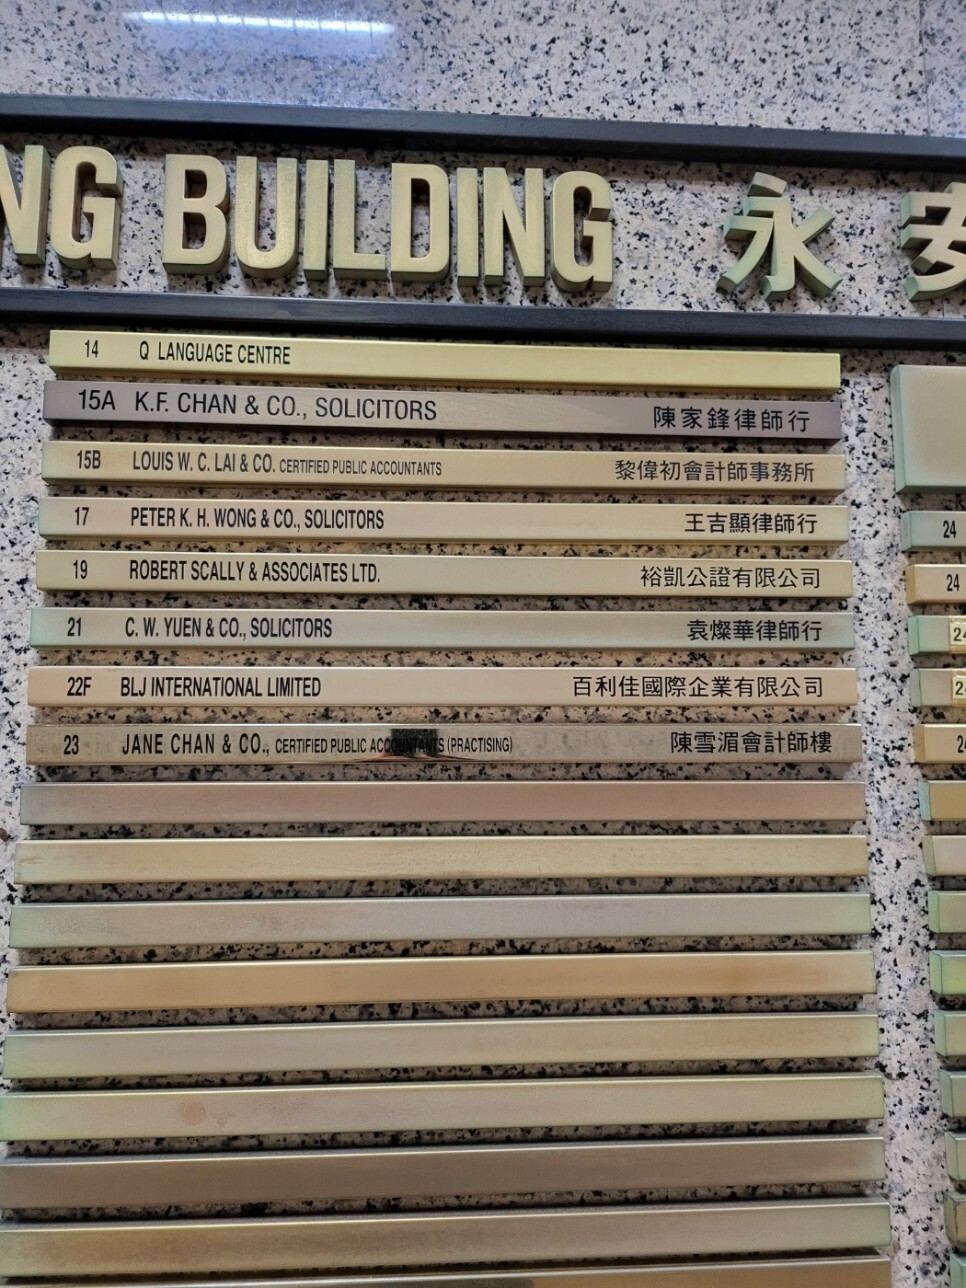 NG BUILDING 永安
14 Q LANGUAGE CENTRE
15A K.F. CHAN & CO., SOLICITORS 陳家鋒律師行
15B LOUIS W. C. LAI & CO. CERTIFIED PUBLIC ACCOUNTANTS 黎偉初會計師事務所
17 PETER K. H. WONG & CO., SOLICITORS 王吉顯律師行
19 ROBERT SCALLY & ASSOCIATES LTD. 裕凱公證有限公司
21 C. W. YUEN & CO., SOLICITORS 袁燦華律師行
22F BLJ INTERNATIONAL LIMITED 百利佳國際企業有限公司
23 JANE CHAN & CO., CERTIFIED PUBLIC ACCOUNTANTS (PRACTISING) 陳雪湄會計師樓
24
24